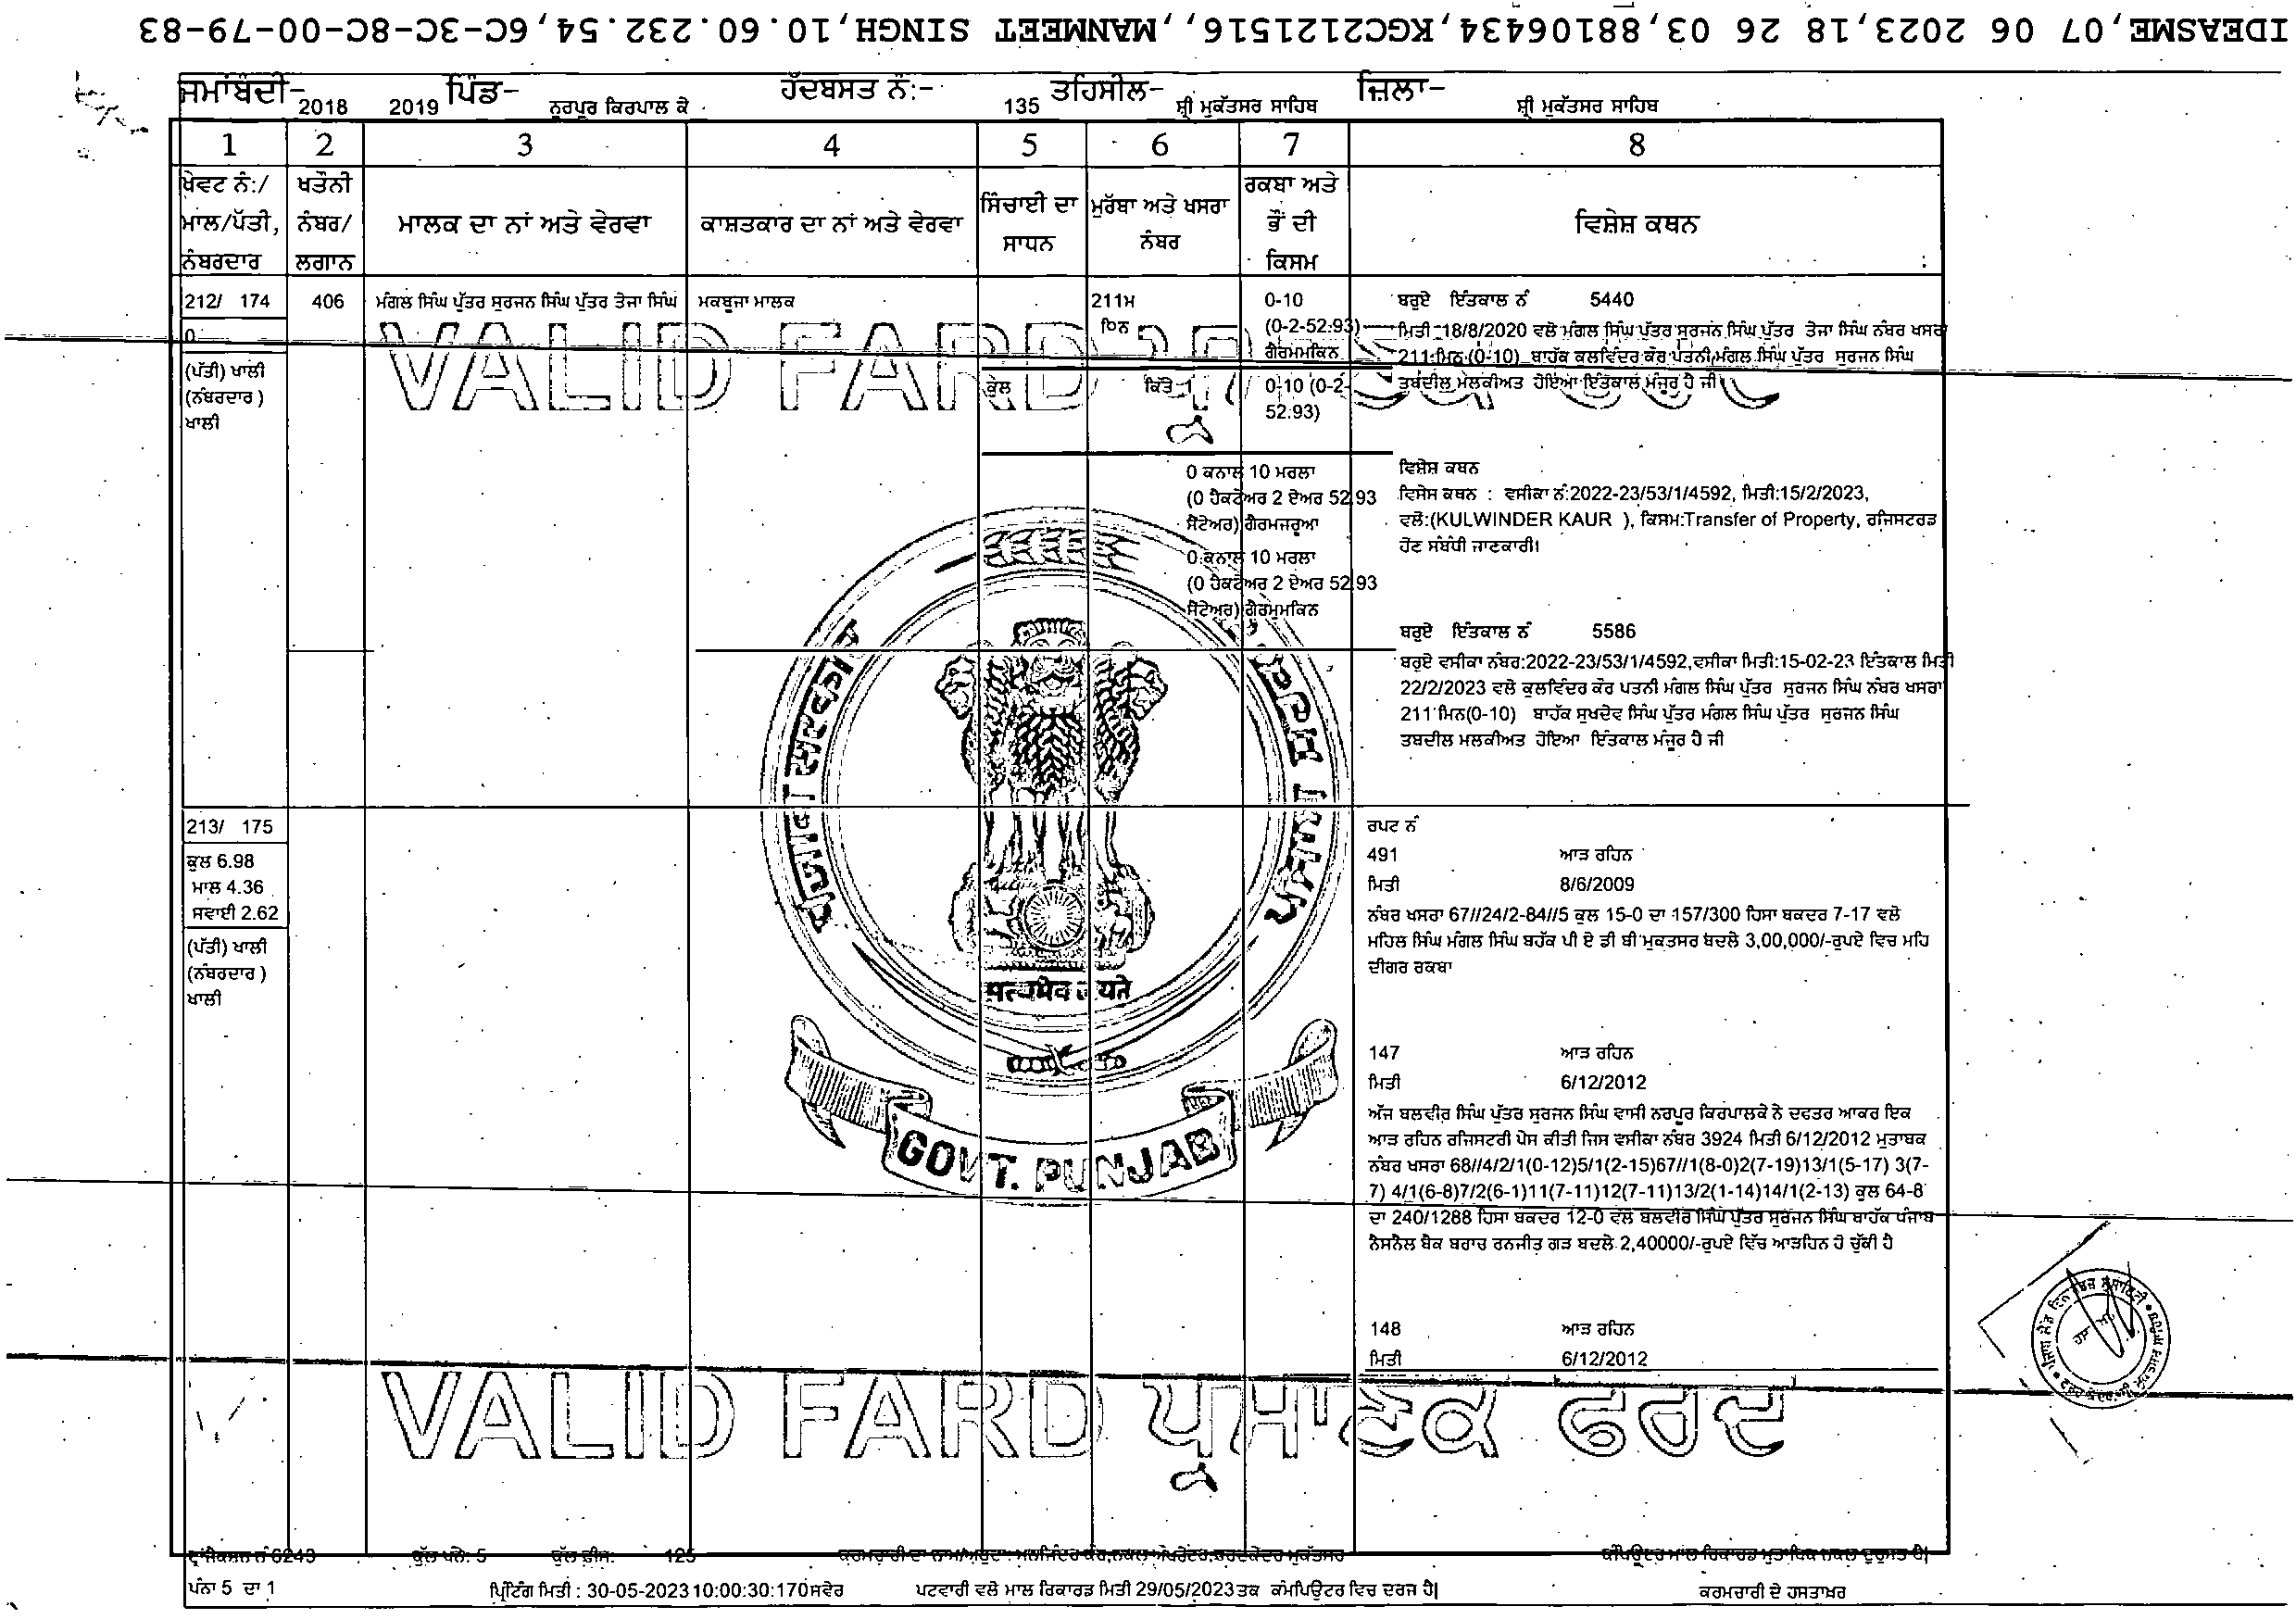 IDEASME,07 06 2023,18 26 03,88106434,KGC2121516,,MANMEET SINGH,10.60.232.54,6C-3C-8C-00-79-83
ਜਮਾਂਬੰਦੀ- 2018 2019 ਪਿੰਡ- ਨੂਰਪੁਰ ਕਿਰਪਾਲ ਕੇ ਹੱਦਬਸਤ ਨੰ:- 135 ਤਹਿਸੀਲ- ਸ਼੍ਰੀ ਮੁਕੱਤਸਰ ਸਾਹਿਬ ਜ਼ਿਲਾ- ਸ਼੍ਰੀ ਮੁਕੱਤਸਰ ਸਾਹਿਬ
1 2 3 4 5 6 7 8
ਖੇਵਟ ਨੰ:/
ਮਾਲ/ਪੱਤੀ,
ਨੰਬਰਦਾਰ
ਖਤੌਨੀ
ਨੰਬਰ/
ਲਗਾਨ
ਮਾਲਕ ਦਾ ਨਾਂ ਅਤੇ ਵੇਰਵਾ
ਕਾਸ਼ਤਕਾਰ ਦਾ ਨਾਂ ਅਤੇ ਵੇਰਵਾ
ਸਿੰਚਾਈ ਦਾ
ਸਾਧਨ
ਮੁਰੱਬਾ ਅਤੇ ਖਸਰਾ
ਨੰਬਰ
ਰਕਬਾ ਅਤੇ
ਭੌਂ ਦੀ
ਕਿਸਮ
ਵਿਸ਼ੇਸ਼ ਕਥਨ
212/ 174
0
(ਪੱਤੀ) ਖਾਲੀ
(ਨੰਬਰਦਾਰ )
ਖਾਲੀ
406
ਮੰਗਲ ਸਿੰਘ ਪੁੱਤਰ ਸੁਰਜਨ ਸਿੰਘ ਪੁੱਤਰ ਤੇਜਾ ਸਿੰਘ
ਮਕਬੂਜਾ ਮਾਲਕ
211ਮ
ਿਨ
0-10
(0-2-52.93)
ਗੈਰਮਮਕਿਨ
ਕੁੱਲ ਕਿੱਤੇ-1 0-10 (0-2-
52.93)
0 ਕਨਾਲ 10 ਮਰਲਾ
(0 ਹੈਕਟੇਅਰ 2 ਏਅਰ 52.93
ਸੈਂਟੇਅਰ) ਗੈਰਮਜਰੂਆ
0 ਕਨਾਲ 10 ਮਰਲਾ
(0 ਹੈਕਟੇਅਰ 2 ਏਅਰ 52.93
ਸੈਂਟੇਅਰ) ਗੈਰਮੁਮਕਿਨ
ਬਰੁਏ ਇੰਤਕਾਲ ਨੰ 5440
ਮਿਤੀ :18/8/2020 ਵਲੋ ਮੰਗਲ ਸਿੰਘ ਪੁੱਤਰ ਸੁਰਜਨ ਸਿੰਘ ਪੁੱਤਰ ਤੇਜਾ ਸਿੰਘ ਨੰਬਰ ਖਸਰਾ
211 ਮਿਨ (0-10) ਬਾਹੱਕ ਕੁਲਵਿੰਦਰ ਕੌਰ ਪਤਨੀ ਮੰਗਲ ਸਿੰਘ ਪੁੱਤਰ ਸੁਰਜਨ ਸਿੰਘ
ਤਬਦੀਲ ਮਲਕੀਅਤ ਹੋਇਆ ਇੰਤਕਾਲ ਮੰਜੂਰ ਹੈ ਜੀ
ਵਿਸ਼ੇਸ਼ ਕਥਨ
ਵਿਸੇਸ ਕਥਨ : ਵਸੀਕਾ ਨੰ:2022-23/53/1/4592, ਮਿਤੀ:15/2/2023,
ਵਲੋ:(KULWINDER KAUR ), ਕਿਸਮ:Transfer of Property, ਰਜਿਸਟਰਡ
ਹੋਣ ਸੰਬੰਧੀ ਜਾਣਕਾਰੀ।
ਬਰੁਏ ਇੰਤਕਾਲ ਨੰ 5586
ਬਰੁਏ ਵਸੀਕਾ ਨੰਬਰ:2022-23/53/1/4592,ਵਸੀਕਾ ਮਿਤੀ:15-02-23 ਇੰਤਕਾਲ ਮਿਤੀ
22/2/2023 ਵਲੋ ਕੁਲਵਿੰਦਰ ਕੌਰ ਪਤਨੀ ਮੰਗਲ ਸਿੰਘ ਪੁੱਤਰ ਸੁਰਜਨ ਸਿੰਘ ਨੰਬਰ ਖਸਰਾ
211 ਮਿਨ(0-10) ਬਾਹੱਕ ਸੁਖਦੇਵ ਸਿੰਘ ਪੁੱਤਰ ਮੰਗਲ ਸਿੰਘ ਪੁੱਤਰ ਸੁਰਜਨ ਸਿੰਘ
ਤਬਦੀਲ ਮਲਕੀਅਤ ਹੋਇਆ ਇੰਤਕਾਲ ਮੰਜੂਰ ਹੈ ਜੀ
213/ 175
ਕੁਲ 6.98
ਮਾਲ 4.36
ਸਵਾਈ 2.62
(ਪੱਤੀ) ਖਾਲੀ
(ਨੰਬਰਦਾਰ )
ਖਾਲੀ
ਰਪਟ ਨੰ
491 ਆੜ ਰਹਿਨ
ਮਿਤੀ 8/6/2009
ਨੰਬਰ ਖਸਰਾ 67//24/2-84//5 ਕੁਲ 15-0 ਦਾ 157/300 ਹਿਸਾ ਬਕਦਰ 7-17 ਵਲੋ
ਮਹਿਲ ਸਿੰਘ ਮੰਗਲ ਸਿੰਘ ਬਹੱਕ ਪੀ ਏ ਡੀ ਬੀ ਮੁਕਤਸਰ ਬਦਲੇ 3,00,000/-ਰੁਪਏ ਵਿਚ ਮਹਿ
ਦੀਗਰ ਰਕਬਾ
147 ਆੜ ਰਹਿਨ
ਮਿਤੀ 6/12/2012
ਅੱਜ ਬਲਵੀਰ ਸਿੰਘ ਪੁੱਤਰ ਸੁਰਜਨ ਸਿੰਘ ਵਾਸੀ ਨਰਪੂਰ ਕਿਰਪਾਲਕੇ ਨੇ ਦਫਤਰ ਆਕਰ ਇਕ
ਆੜ ਰਹਿਨ ਰਜਿਸਟਰੀ ਪੇਸ ਕੀਤੀ ਜਿਸ ਵਸੀਕਾ ਨੰਬਰ 3924 ਮਿਤੀ 6/12/2012 ਮੁਤਾਬਕ
ਨੰਬਰ ਖਸਰਾ 68//4/2/1(0-12)5/1(2-15)67//1(8-0)2(7-19)13/1(5-17) 3(7-
7) 4/1(6-8)7/2(6-1)11(7-11)12(7-11)13/2(1-14)14/1(2-13) ਕੁਲ 64-8
ਦਾ 240/1288 ਹਿਸਾ ਬਕਦਰ 12-0 ਵਲੋ ਬਲਵੀਰ ਸਿੰਘ ਪੁੱਤਰ ਸੁਰਜਨ ਸਿੰਘ ਬਾਹੱਕ ਪੰਜਾਬ
ਨੈਸਨੈਲ ਬੈਕ ਬਰਾਚ ਰਨਜੀਤ ਗੜ ਬਦਲੇ 2,40000/-ਰੁਪਏ ਵਿੱਚ ਆੜਹਿਨ ਹੋ ਚੁੱਕੀ ਹੈ
148 ਆੜ ਰਹਿਨ
ਮਿਤੀ 6/12/2012
VALID FARD
ਪੰਜਾਬ ਸਰਕਾਰ
सत्यमेव जयते
GOVT. PUNJAB
VALID FARD ਪ੍ਰਮਾਣਿਕ ਫਰਦ
ਟ੍ਰਾਂਜੈਕਸ਼ਨ ਨੰ 6243 ਕੁੱਲ ਪੰਨੇ: 5 ਕੁੱਲ ਫੀਸ: 125
ਕੰਪਿਊਟਰ ਮਾਲ ਰਿਕਾਰਡ ਮੁਤਾਬਿਕ ਨਕਲ ਦੁਰੁਸਤ ਹੈ|
ਪੰਨਾ 5 ਦਾ 1 ਪ੍ਰਿੰਟਿੰਗ ਮਿਤੀ : 30-05-2023 10:00:30:170ਸਵੇਰ ਪਟਵਾਰੀ ਵਲੋ ਮਾਲ ਰਿਕਾਰਡ ਮਿਤੀ 29/05/2023ਤਕ ਕੰਮਪਿਊਟਰ ਵਿਚ ਦਰਜ ਹੈ| ਕਰਮਚਾਰੀ ਦੇ ਹਸਤਾਖ਼ਰ